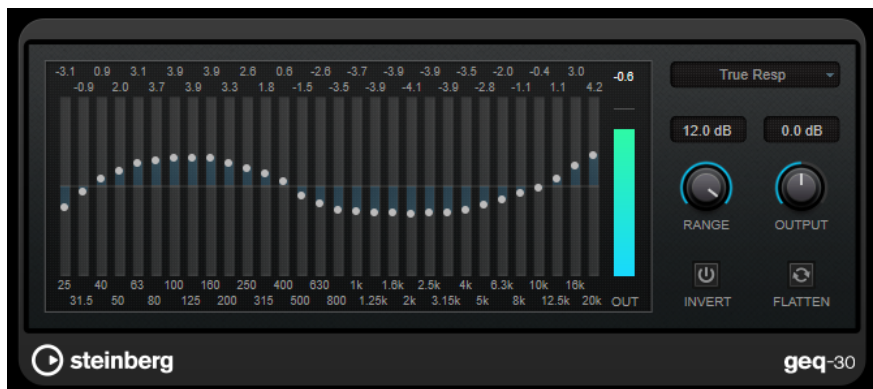 -3.1 0.9 3.1 3.9 3.9 2.6 0.6 -2.6 -3.7 -3.9 -3.9 -3.5 -2.0 -0.4 3.0
-0.9 2.0 3.7 3.9 3.3 1.8 -1.5 -3.5 -3.9 -4.1 -3.9 -2.8 -1.1 1.1 4.2
-0.6
True Resp
12.0 dB 0.0 dB
RANGE OUTPUT
25 40 63 100 160 250 400 630 1k 1.6k 2.5k 4k 6.3k 10k 16k
31.5 50 80 125 200 315 500 800 1.25k 2k 3.15k 5k 8k 12.5k 20k OUT
INVERT FLATTEN
steinberg
geq-30